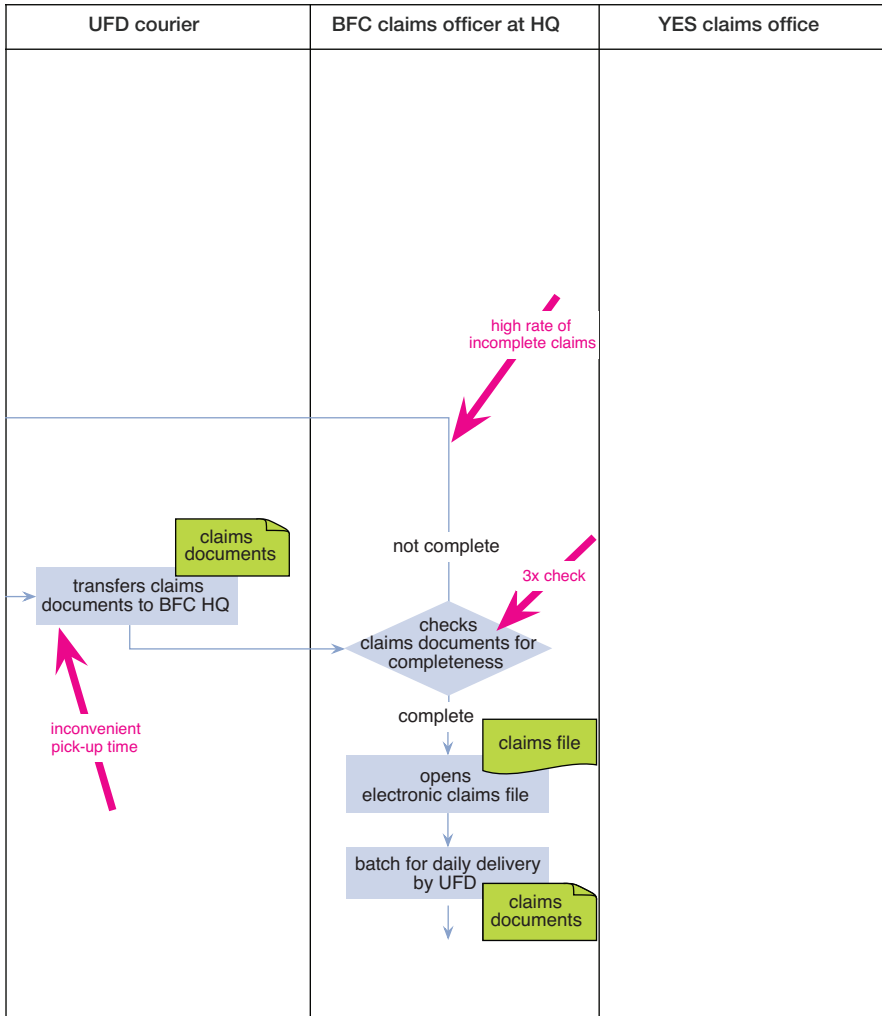 UFD courier
BFC claims officer at HQ
YES claims office
high rate of
incomplete claims
claims
documents
not complete
3x check
transfers claims
documents to BFC HQ
checks
claims documents for
completeness
inconvenient
pick-up time
complete
claims file
opens
electronic claims file
batch for daily delivery
by UFD
claims
documents